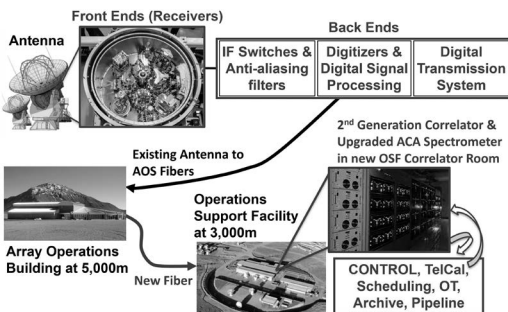 Front Ends (Receivers)
Antenna
Back Ends
IF Switches &
Anti-aliasing
filters
Digitizers &
Digital Signal
Processing
Digital
Transmission
System
2nd Generation Correlator &
Upgraded ACA Spectrometer
in new OSF Correlator Room
Existing Antenna to
AOS Fibers
Operations
Support Facility
at 3,000m
Array Operations
Building at 5,000m
New Fiber
CONTROL, TelCal,
Scheduling, OT,
Archive, Pipeline